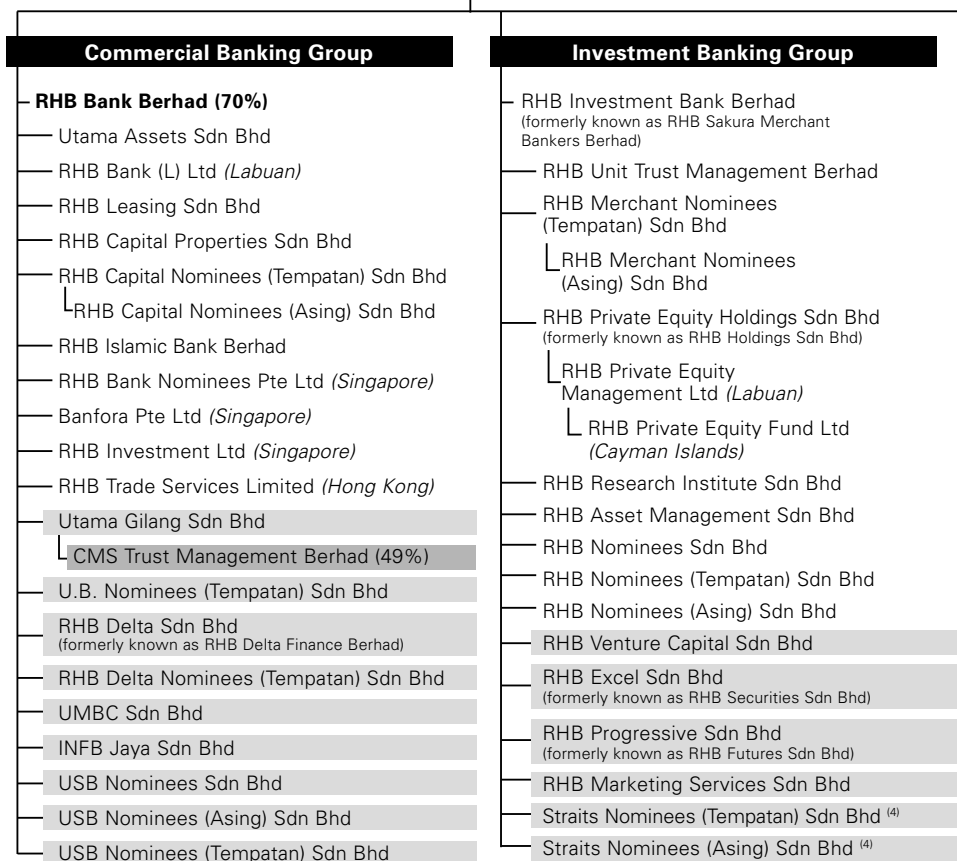 Commercial Banking Group
RHB Bank Berhad (70%)
Utama Assets Sdn Bhd
RHB Bank (L) Ltd (Labuan)
RHB Leasing Sdn Bhd
RHB Capital Properties Sdn Bhd
RHB Capital Nominees (Tempatan) Sdn Bhd
RHB Capital Nominees (Asing) Sdn Bhd
RHB Islamic Bank Berhad
RHB Bank Nominees Pte Ltd (Singapore)
Banfora Pte Ltd (Singapore)
RHB Investment Ltd (Singapore)
RHB Trade Services Limited (Hong Kong)
Utama Gilang Sdn Bhd
CMS Trust Management Berhad (49%)
U.B. Nominees (Tempatan) Sdn Bhd
RHB Delta Sdn Bhd
(formerly known as RHB Delta Finance Berhad)
RHB Delta Nominees (Tempatan) Sdn Bhd
UMBC Sdn Bhd
INFB Jaya Sdn Bhd
USB Nominees Sdn Bhd
USB Nominees (Asing) Sdn Bhd
USB Nominees (Tempatan) Sdn Bhd
Investment Banking Group
RHB Investment Bank Berhad
(formerly known as RHB Sakura Merchant
Bankers Berhad)
RHB Unit Trust Management Berhad
RHB Merchant Nominees
(Tempatan) Sdn Bhd
RHB Merchant Nominees
(Asing) Sdn Bhd
RHB Private Equity Holdings Sdn Bhd
(formerly known as RHB Holdings Sdn Bhd)
RHB Private Equity
Management Ltd (Labuan)
RHB Private Equity Fund Ltd
(Cayman Islands)
RHB Research Institute Sdn Bhd
RHB Asset Management Sdn Bhd
RHB Nominees Sdn Bhd
RHB Nominees (Tempatan) Sdn Bhd
RHB Nominees (Asing) Sdn Bhd
RHB Venture Capital Sdn Bhd
RHB Excel Sdn Bhd
(formerly known as RHB Securities Sdn Bhd)
RHB Progressive Sdn Bhd
(formerly known as RHB Futures Sdn Bhd)
RHB Marketing Services Sdn Bhd
Straits Nominees (Tempatan) Sdn Bhd (4)
Straits Nominees (Asing) Sdn Bhd (4)